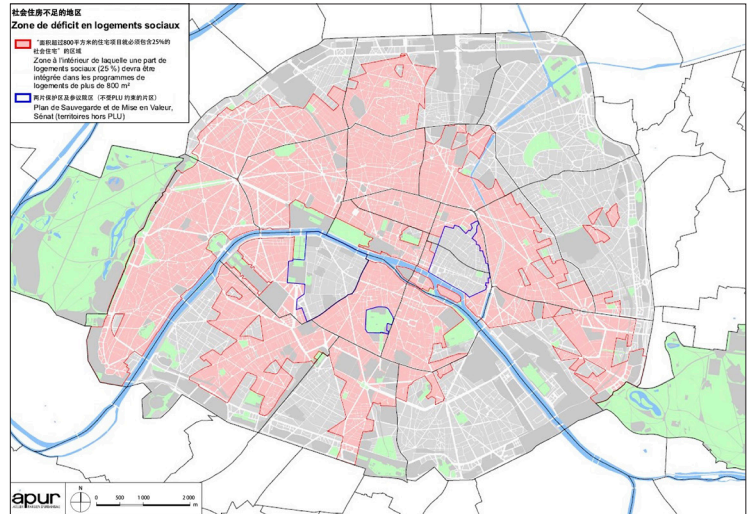 社会住房不足的地区
Zone de déficit en logements sociaux
“面积超过800平方米的住宅项目就必须包含25%的
社会住宅”的区域
Zone à l'intérieur de laquelle une part de
logements sociaux (25 %) devra être
intégrée dans les programmes de
logements de plus de 800 m²
两片保护区及参议院区（不受PLU 约束的片区）
Plan de Sauvegarde et de Mise en Valeur,
Sénat (territoires hors PLU)
apur
N
0 500 1 000 2 000
m